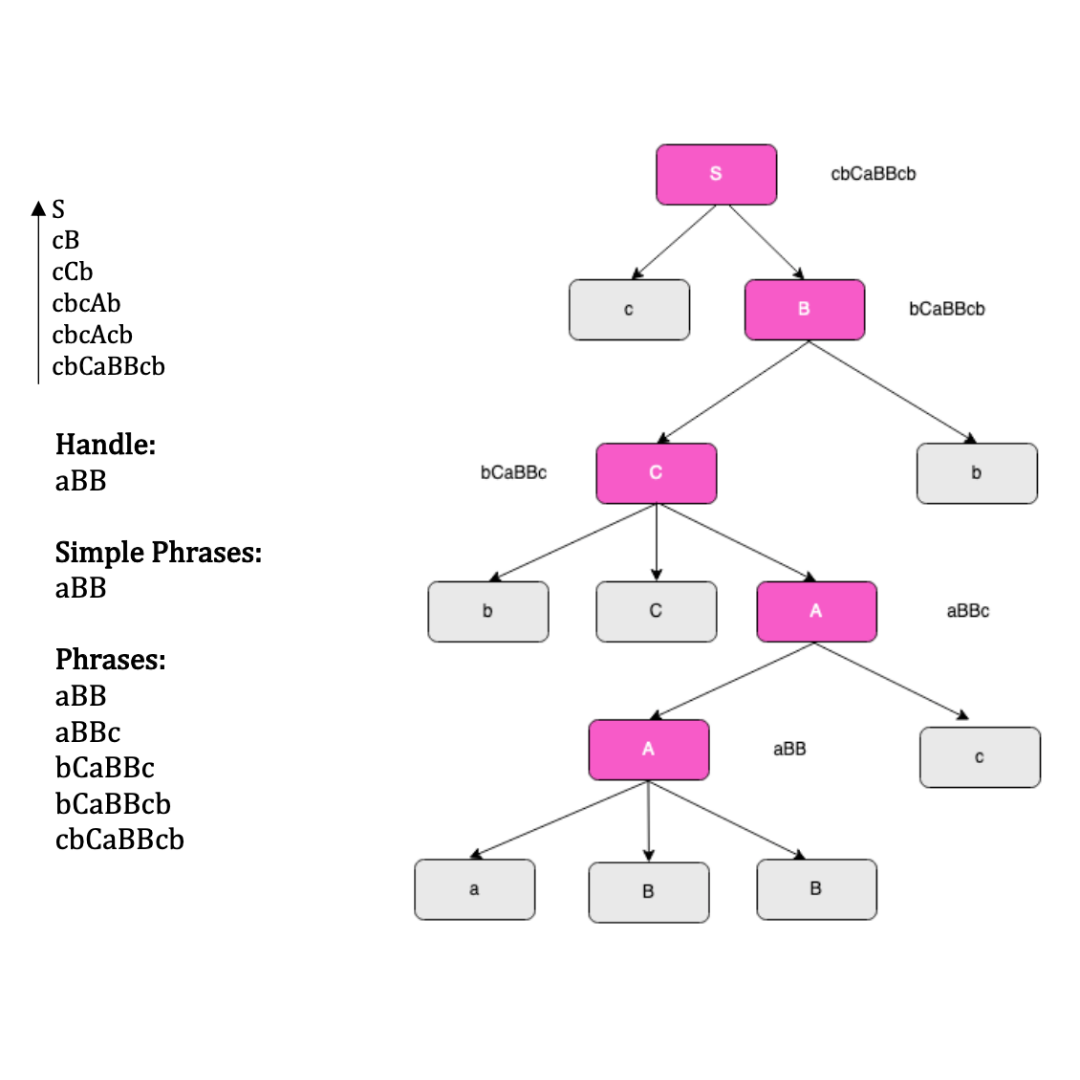 S
cB
cCb
cbcAb
cbcAcb
cbCaBBcb
Handle:
aBB
Simple Phrases:
aBB
Phrases:
aBB
aBBc
bCaBBc
bCaBBcb
cbCaBBcb
S cbCaBBcb
c B bCaBBcb
bCaBBc C b
b C A aBBc
A aBB c
a B B